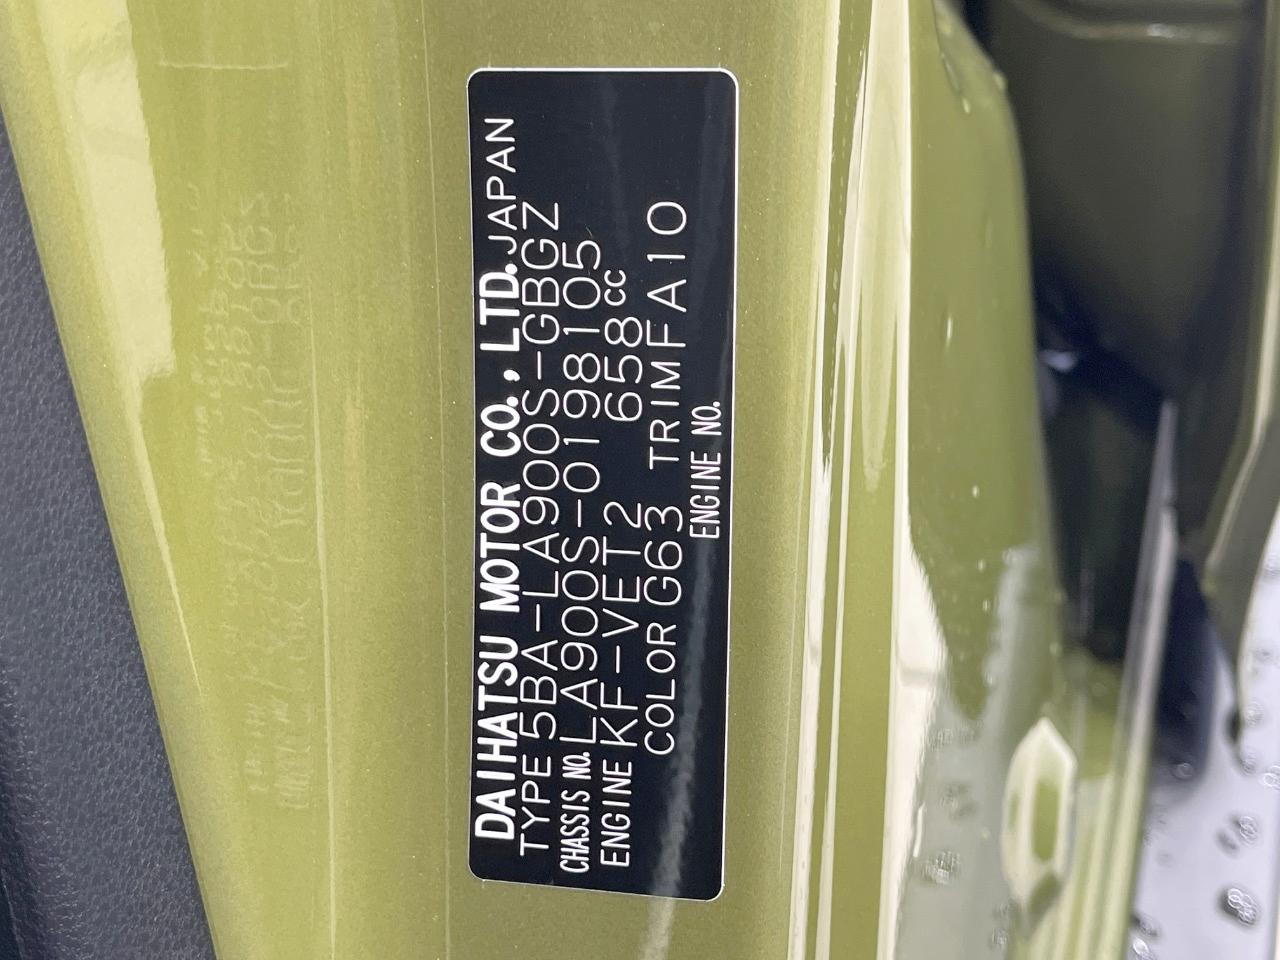 DAIHATSU MOTOR CO., LTD. JAPAN
TYPE 5BA-LA900S-GBGZ
CHASSIS NO. LA900S-0198105
ENGINE KF-VET2 658cc
COLOR G63 TRIM FA10
ENGINE NO.